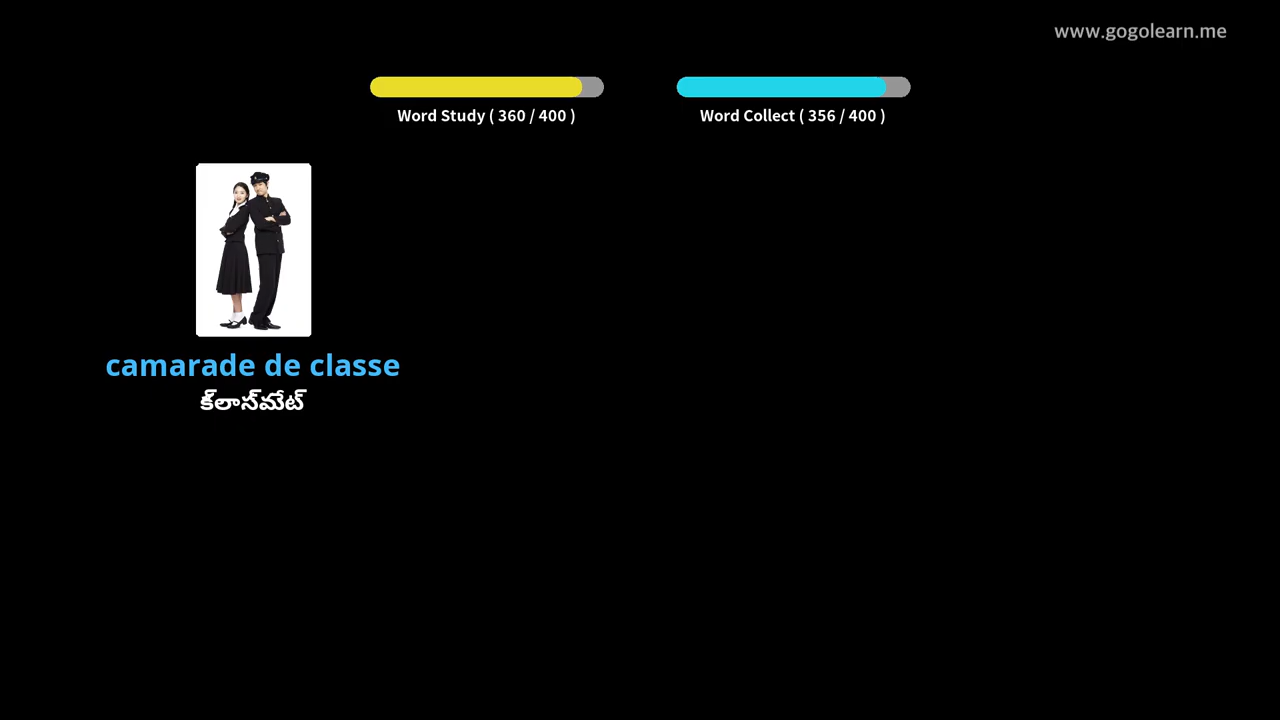 www.gogolearn.me
Word Study ( 360 / 400 )
Word Collect ( 356 / 400 )
camarade de classe
క్‌లాస్‌మేట్